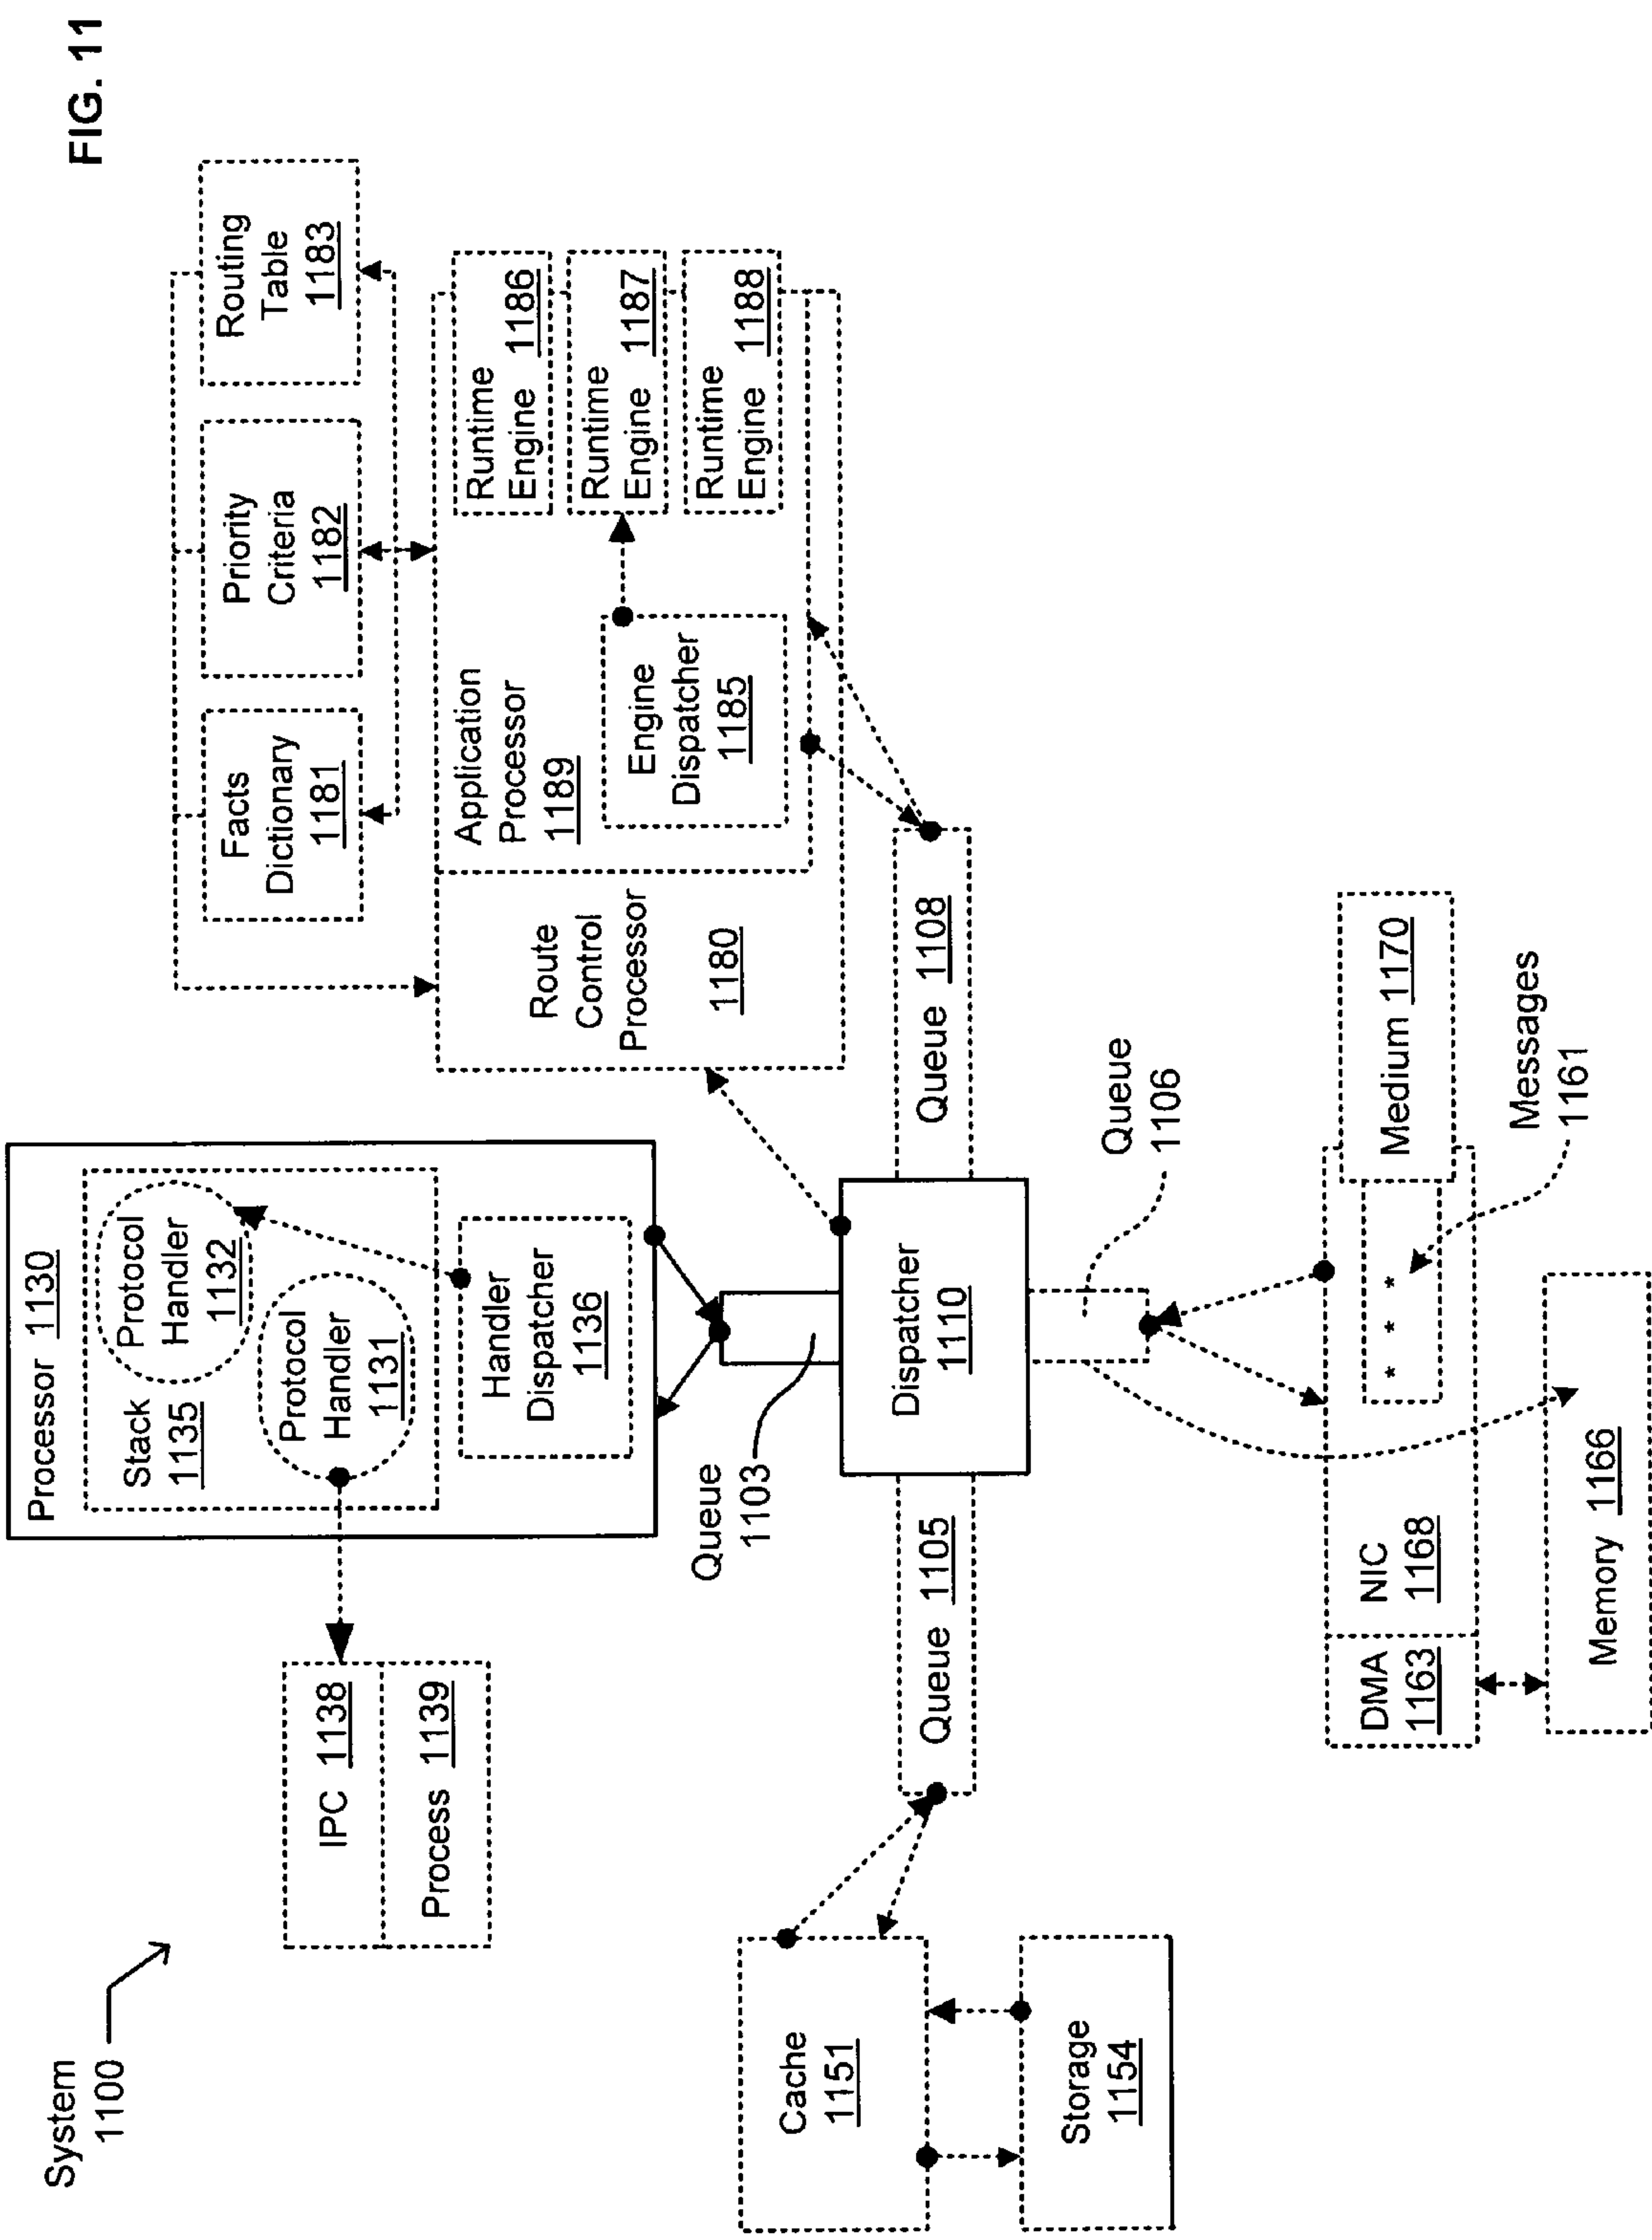 FIG. 11
System
1100
Processor 1130
Stack
1135
Protocol
Handler
1132
Protocol
Handler
1131
Handler
Dispatcher
1136
IPC 1138
Process 1139
Facts
Dictionary
1181
Priority
Criteria
1182
Routing
Table
1183
Route
Control
Processor
1180
Application
Processor
1189
Engine
Dispatcher
1185
Runtime
Engine 1186
Runtime
Engine 1187
Runtime
Engine 1188
Queue
1103
Cache
1151
Storage
1154
Queue 1105
Dispatcher
1110
Queue 1108
Queue
1106
DMA
1163
NIC
1168
* * *
Medium 1170
Messages
1161
Memory 1166